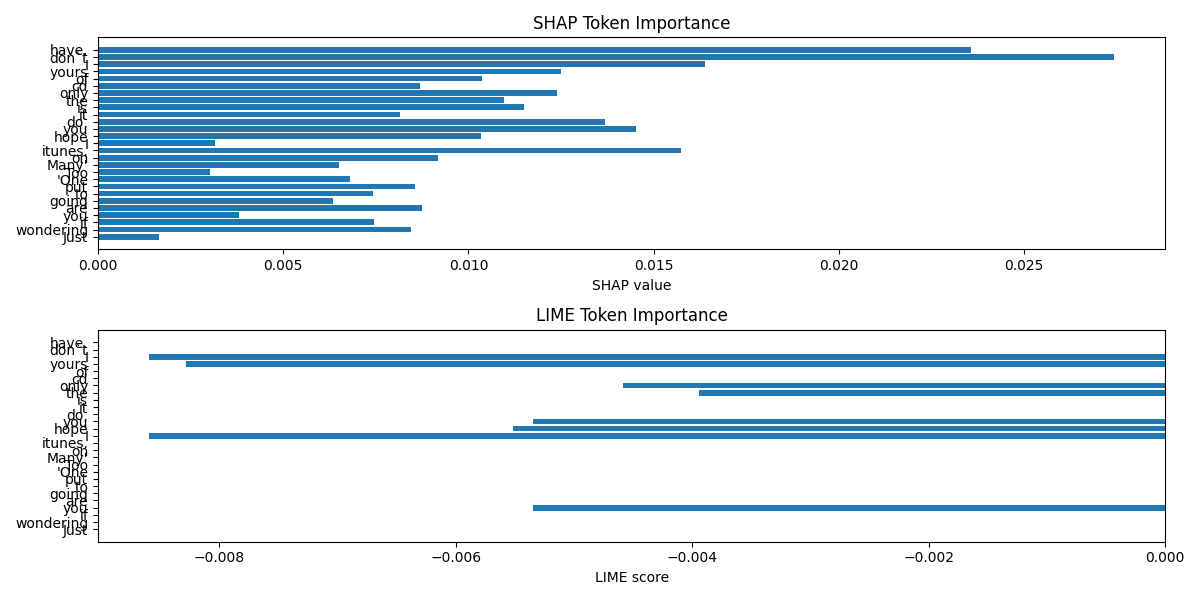 SHAP Token Importance
have,
don´t
I
yours
of
cd
only
the
is
it
do,
you
hope
I
itunes,
on
Many'
Too
'One
put
to
going
are
you
if
wondering
just
0.000 0.005 0.010 0.015 0.020 0.025
SHAP value
LIME Token Importance
have,
don´t
I
yours
of
cd
only
the
is
it
do,
you
hope
I
itunes,
on
Many'
Too
'One
put
to
going
are
you
if
wondering
just
−0.008 −0.006 −0.004 −0.002 0.000
LIME score